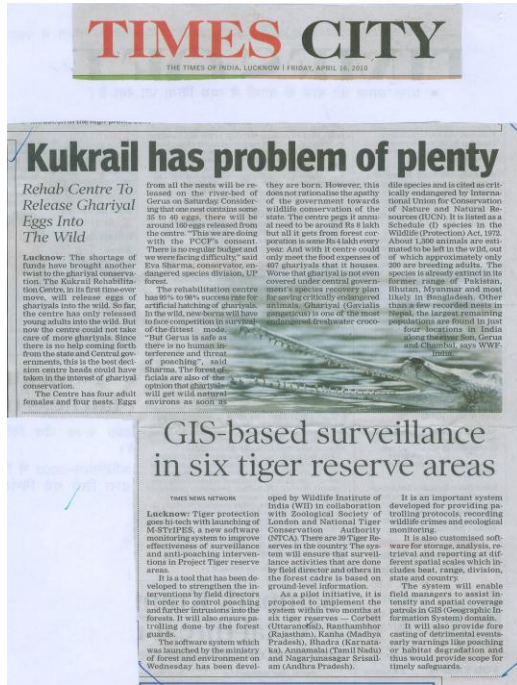 TIMES CITY
THE TIMES OF INDIA, LUCKNOW | FRIDAY, APRIL 16, 2010
Kukrail has problem of plenty
Rehab Centre To
Release Ghariyal
Eggs Into
The Wild
Lucknow: The shortage of
funds have brought another
twist to the ghariyal conserva-
tion. The Kukrail Rehabilita-
tion Centre, in its first time-ever
move, will release eggs of
ghariyals into the wild. So far,
the centre has only released
young adults into the wild. But
now the centre could not take
care of more ghariyals. Since
there is no help coming forth
from the state and Central gov-
ernments, this is the best deci-
sion centre heads could have
taken in the interest of ghariyal
conservation.
The Centre has four adult
females and four nests. Eggs
from all the nests will be re-
leased on the river-bed of
Gerua on Saturday. Consider-
ing that one nest contains some
35 to 40 eggs, there will be
around 160 eggs released from
the centre. "This we are doing
with the PCCF's consent.
There is no regular budget and
we were facing difficulty," said
Eva Sharma, conservator, en-
dangered species division, UP
forest.
The rehabilitation centre
has 95% to 98% success rate for
artificial hatching of ghariyals.
In the wild, new-borns will have
to face competition in survival-
of-the-fittest mode.
"But Gerua is safe as
there is no human in-
terference and threat
of poaching", said
Sharma. The forest of-
ficials are also of the
opinion that ghariyals
will get wild natural
environs as soon as
they are born. However, this
does not rationalise the apathy
of the government towards
wildlife conservation of the
state. The centre pegs it annu-
al need to be around Rs 8 lakh
but all it gets from forest cor-
poration is some Rs 4 lakh every
year. And with it centre could
only meet the food expenses of
407 ghariyals that it houses.
Worse that ghariyal is not even
covered under central govern-
ment's species recovery plan
for saving critically endangered
animals. Ghariyal (Gavialis
gangeticus) is one of the most
endangered freshwater croco-
dile species and is cited as crit-
ically endangered by Interna-
tional Union for Conservation
of Nature and Natural Re-
sources (IUCN). It is listed as a
Schedule (I) species in the
Wildlife (Protection) Act, 1972.
About 1,300 animals are esti-
mated to be left in the wild, out
of which approximately only
200 are breeding adults. The
species is already extinct in its
former range of Pakistan,
Bhutan, Myanmar and most
likely in Bangladesh. Other
than a few recorded nests in
Nepal, the largest remaining
populations are found in just
four locations in India
along the river Son, Gerua
and Chambal, says WWF-
India.
GIS-based surveillance
in six tiger reserve areas
TIMES NEWS NETWORK
Lucknow: Tiger protection
goes hi-tech with launching of
M-STrIPES, a new software
monitoring system to improve
effectiveness of surveillance
and anti-poaching interven-
tions in Project Tiger reserve
areas.
It is a tool that has been de-
veloped to strengthen the in-
terventions by field directors
in order to control poaching
and further intrusions into the
forests. It will also ensure pa-
trolling done by the forest
guards.
The software system which
was launched by the ministry
of forest and environment on
Wednesday has been devel-
oped by Wildlife Institute of
India (WII) in collaboration
with Zoological Society of
London and National Tiger
Conservation Authority
(NTCA). There are 39 Tiger Re-
serves in the country. The sys-
tem will ensure that surveil-
lance activities that are done
by field director and others in
the forest cadre is based on
ground-level information.
As a pilot initiative, it is
proposed to implement the
system within two months at
six tiger reserves — Corbett
(Uttaranchal), Ranthambhor
(Rajasthan), Kanha (Madhya
Pradesh), Bhadra (Karnata-
ka), Annamalai (Tamil Nadu)
and Nagarjunasagar Srisail-
am (Andhra Pradesh).
It is an important system
developed for providing pa-
trolling protocols, recording
wildlife crimes and ecological
monitoring.
It is also customised soft-
ware for storage, analysis, re-
trieval and reporting at dif-
ferent spatial scales which in-
cludes beat, range, division,
state and country.
The system will enable
field managers to assist in-
tensity and spatial coverage
patrols in GIS (Geographic In-
formation System) domain.
It will also provide fore
casting of detrimental events-
early warnings like poaching
or habitat degradation- and
thus would provide scope for
timely safeguards.